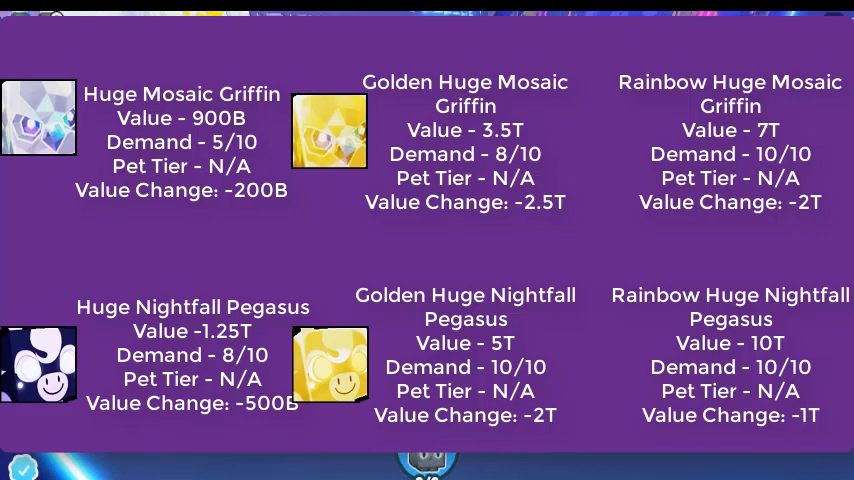 Huge Mosaic Griffin
Value - 900B
Demand - 5/10
Pet Tier - N/A
Value Change: -200B
Golden Huge Mosaic
Griffin
Value - 3.5T
Demand - 8/10
Pet Tier - N/A
Value Change: -2.5T
Rainbow Huge Mosaic
Griffin
Value - 7T
Demand - 10/10
Pet Tier - N/A
Value Change: -2T
Huge Nightfall Pegasus
Value -1.25T
Demand - 8/10
Pet Tier - N/A
Value Change: -500B
Golden Huge Nightfall
Pegasus
Value - 5T
Demand - 10/10
Pet Tier - N/A
Value Change: -2T
Rainbow Huge Nightfall
Pegasus
Value - 10T
Demand - 10/10
Pet Tier - N/A
Value Change: -1T